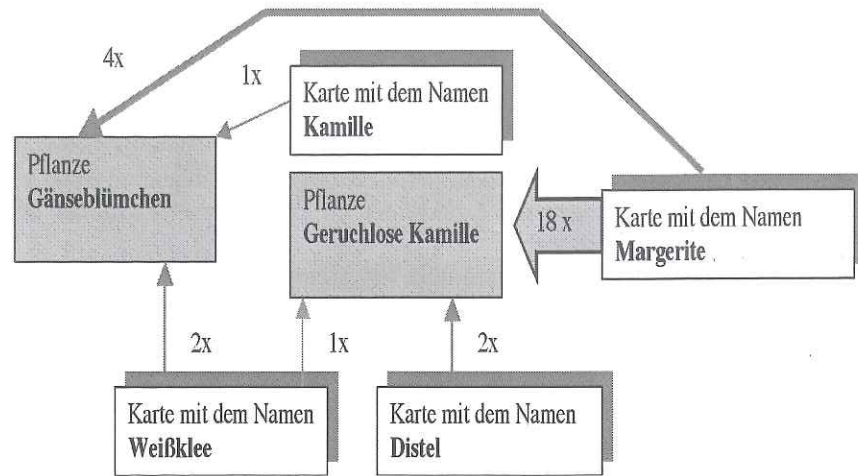 4x
1x
Karte mit dem Namen
Kamille
Pflanze
Gänseblümchen
Pflanze
Geruchlose Kamille
18 x
Karte mit dem Namen
Margerite
2x
1x
2x
Karte mit dem Namen
Weißklee
Karte mit dem Namen
Distel